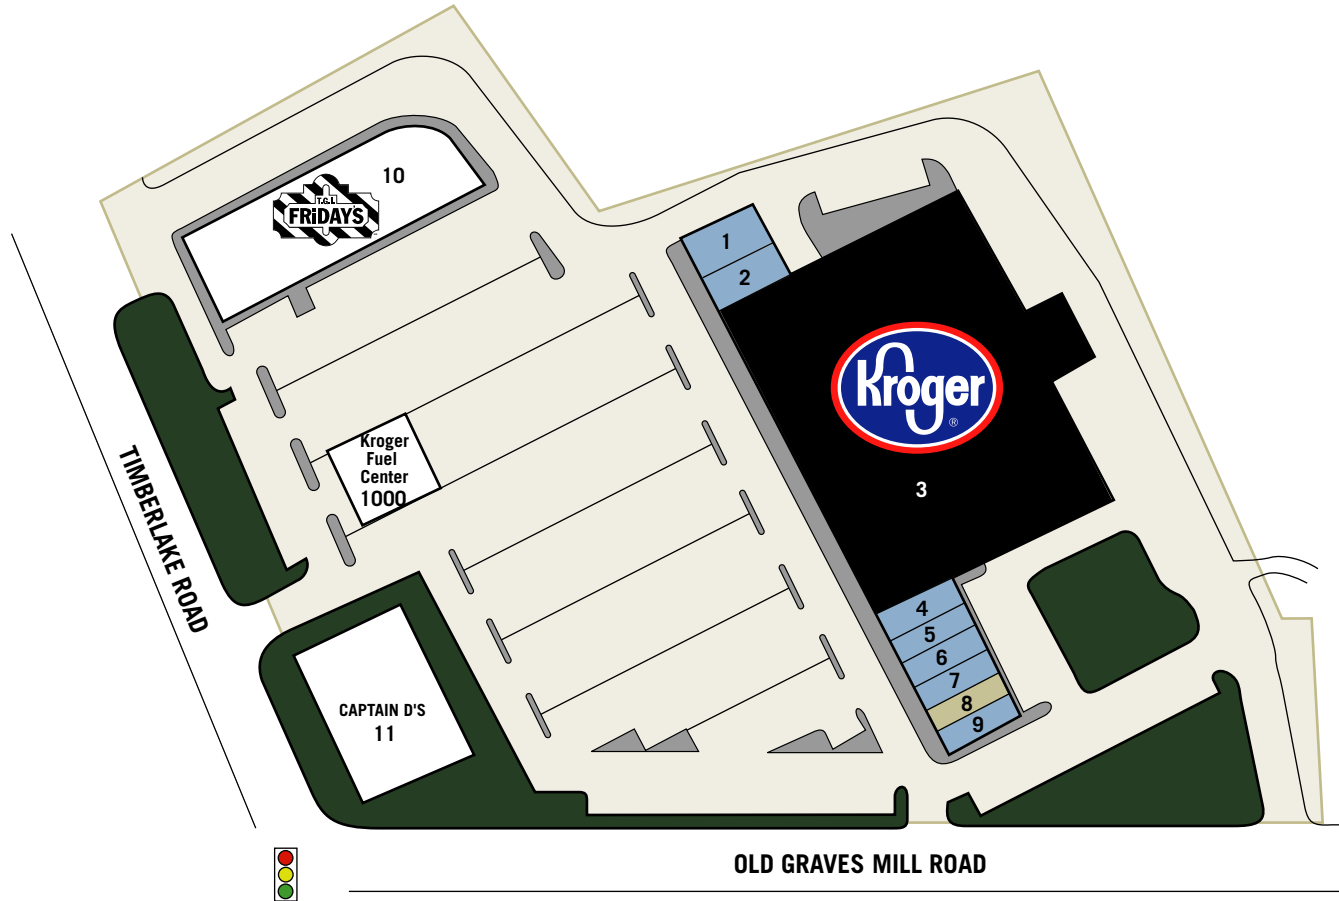 10
T.G.I.
FRiDAY'S
1
2
Kroger
®
3
Kroger
Fuel
Center
1000
TIMBERLAKE ROAD
4
5
6
7
8
9
CAPTAIN D'S
11
OLD GRAVES MILL ROAD